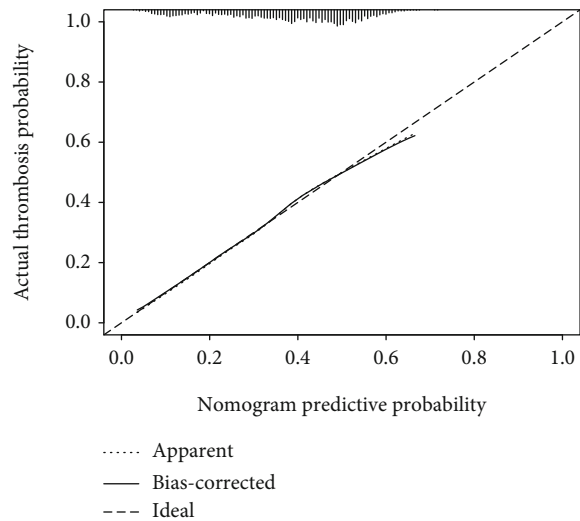 Actual thrombosis probability
1.0
0.8
0.6
0.4
0.2
0.0
0.0 0.2 0.4 0.6 0.8 1.0
Nomogram predictive probability
Apparent
Bias-corrected
Ideal